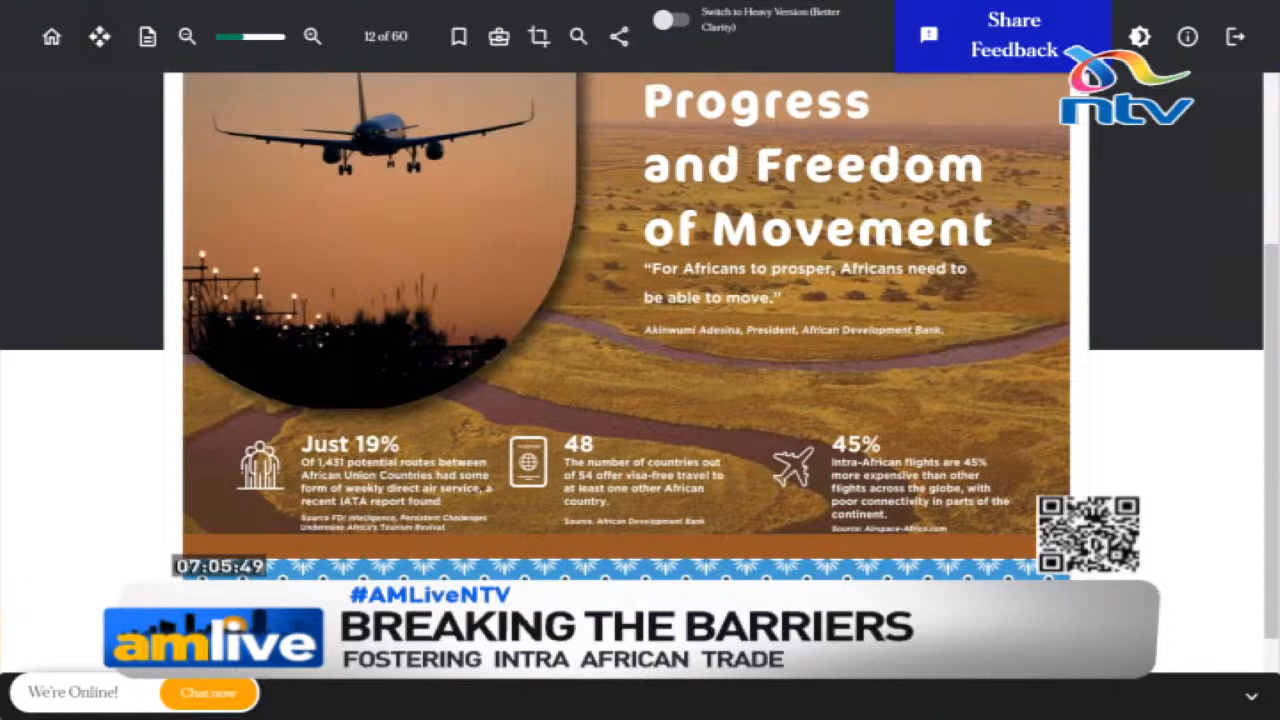 Switch to Heavy Version (Better
Clarity)
Share
Feedback
12 of 60
ntv
Progress
and Freedom
of Movement
“For Africans to prosper, Africans need to
be able to move.”
Akinwumi Adesina, President, African Development Bank.
Just 19%
Of 1,431 potential routes between
African Union Countries had some
form of weekly direct air service, a
recent IATA report found
Source FDI Intelligence, Persistent Challenges
Undermine Africa's Tourism Revival
48
The number of countries out
of 54 offer visa-free travel to
at least one other African
country.
Source, African Development Bank
45%
Intra-African flights are 45%
more expensive than other
flights across the globe, with
poor connectivity in parts of the
continent.
Source: Airspace-Africa.com
07:05:49
#AMLiveNTV
amlive
BREAKING THE BARRIERS
FOSTERING INTRA AFRICAN TRADE
We're Online!
Chat now